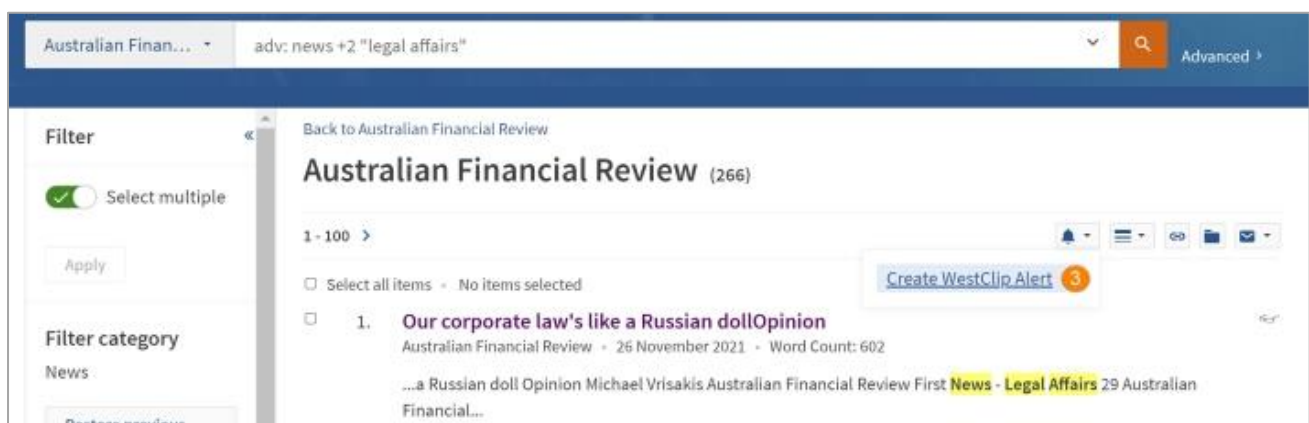 Australian Finan...
adv: news +2 "legal affairs"
Advanced >
Filter «
Select multiple
Apply
Filter category
News
Back to Australian Financial Review
Australian Financial Review (266)
1 - 100 >
Create WestClip Alert 3
Select all items • No items selected
1. Our corporate law's like a Russian dollOpinion
Australian Financial Review • 26 November 2021 • Word Count: 602
...a Russian doll Opinion Michael Vrisakis Australian Financial Review First News - Legal Affairs 29 Australian
Financial...